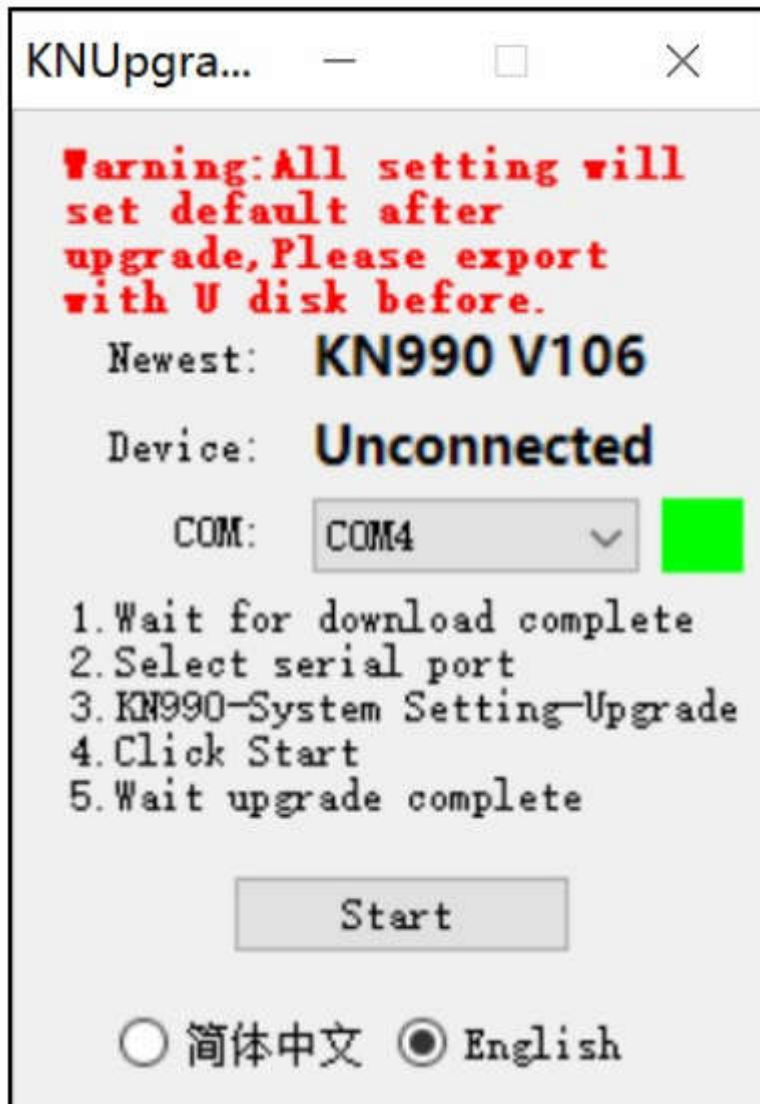 KNUpgra...
Warning:All setting will
set default after
upgrade,Please export
with U disk before.
Newest: KN990 V106
Device: Unconnected
COM: COM4
1.Wait for download complete
2.Select serial port
3.KN990-System Setting-Upgrade
4.Click Start
5.Wait upgrade complete
Start
简体中文 English